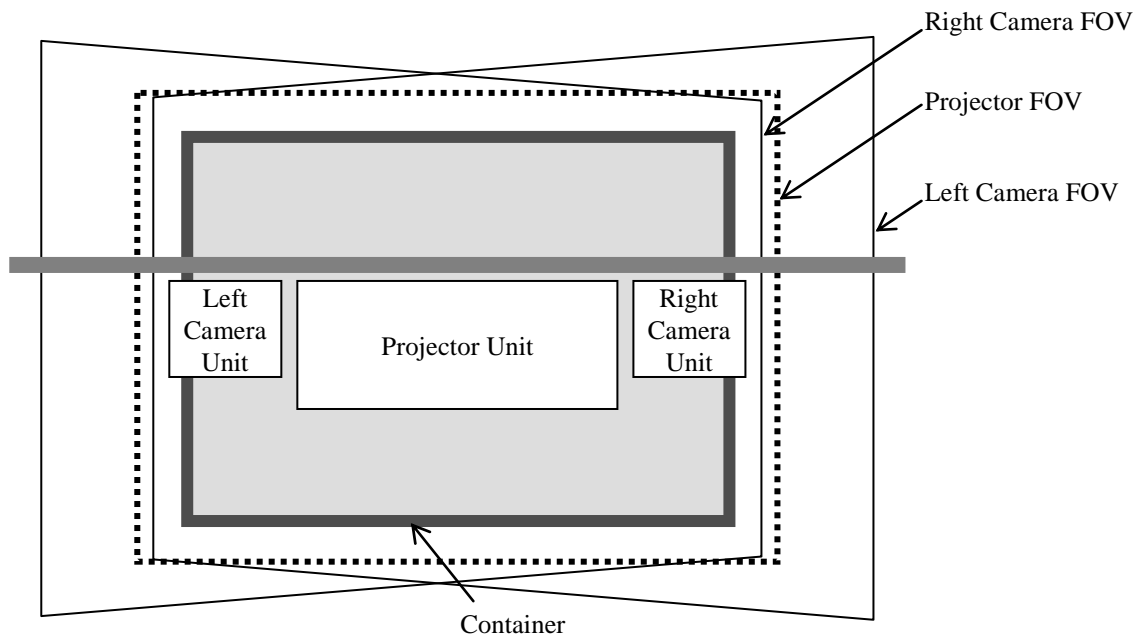 Right Camera FOV
Projector FOV
Left Camera FOV
Left
Camera
Unit
Projector Unit
Right
Camera
Unit
Container